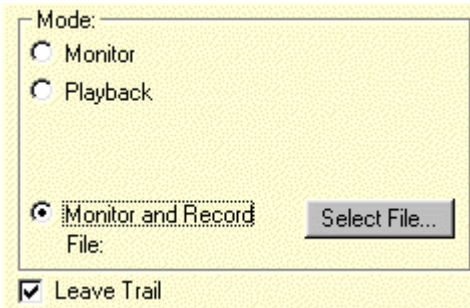 Mode:
Monitor
Playback
Monitor and Record
Select File...
File:
Leave Trail